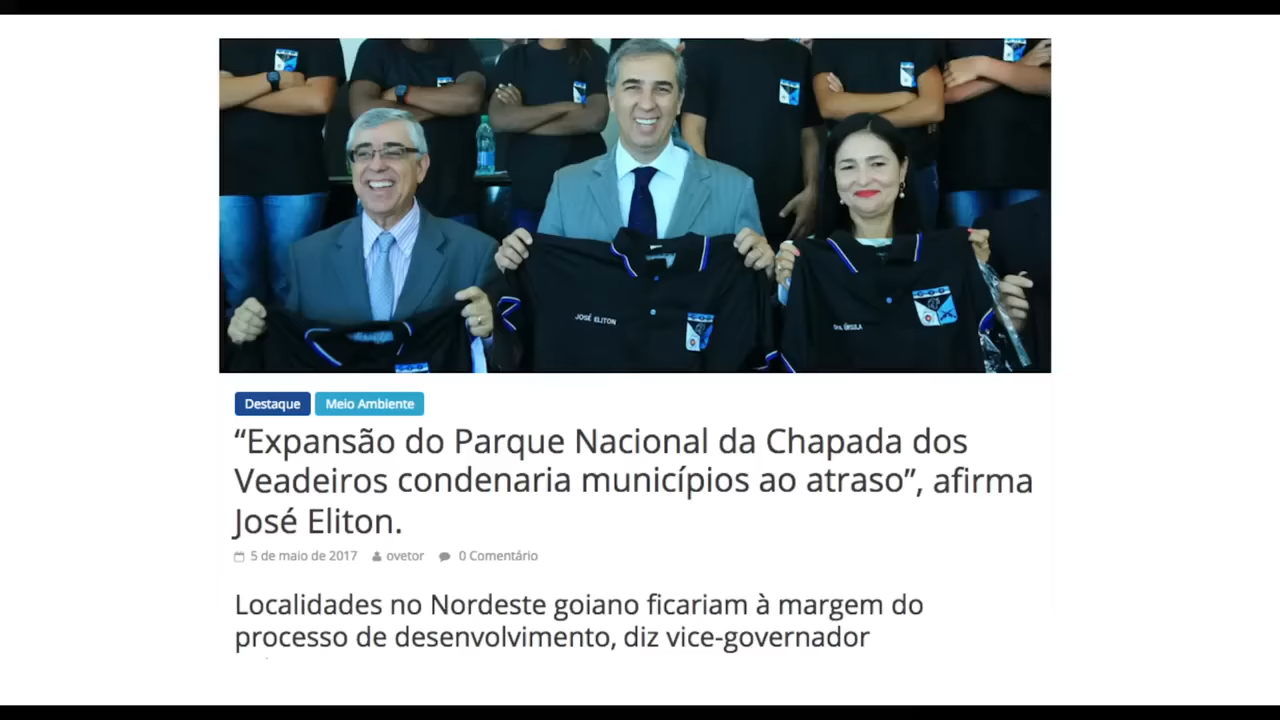 JOSÉ ELITON
Dra. ÚRSULA
Destaque Meio Ambiente
“Expansão do Parque Nacional da Chapada dos
Veadeiros condenaria municípios ao atraso”, afirma
José Eliton.
5 de maio de 2017 ovetor 0 Comentário
Localidades no Nordeste goiano ficariam à margem do
processo de desenvolvimento, diz vice-governador